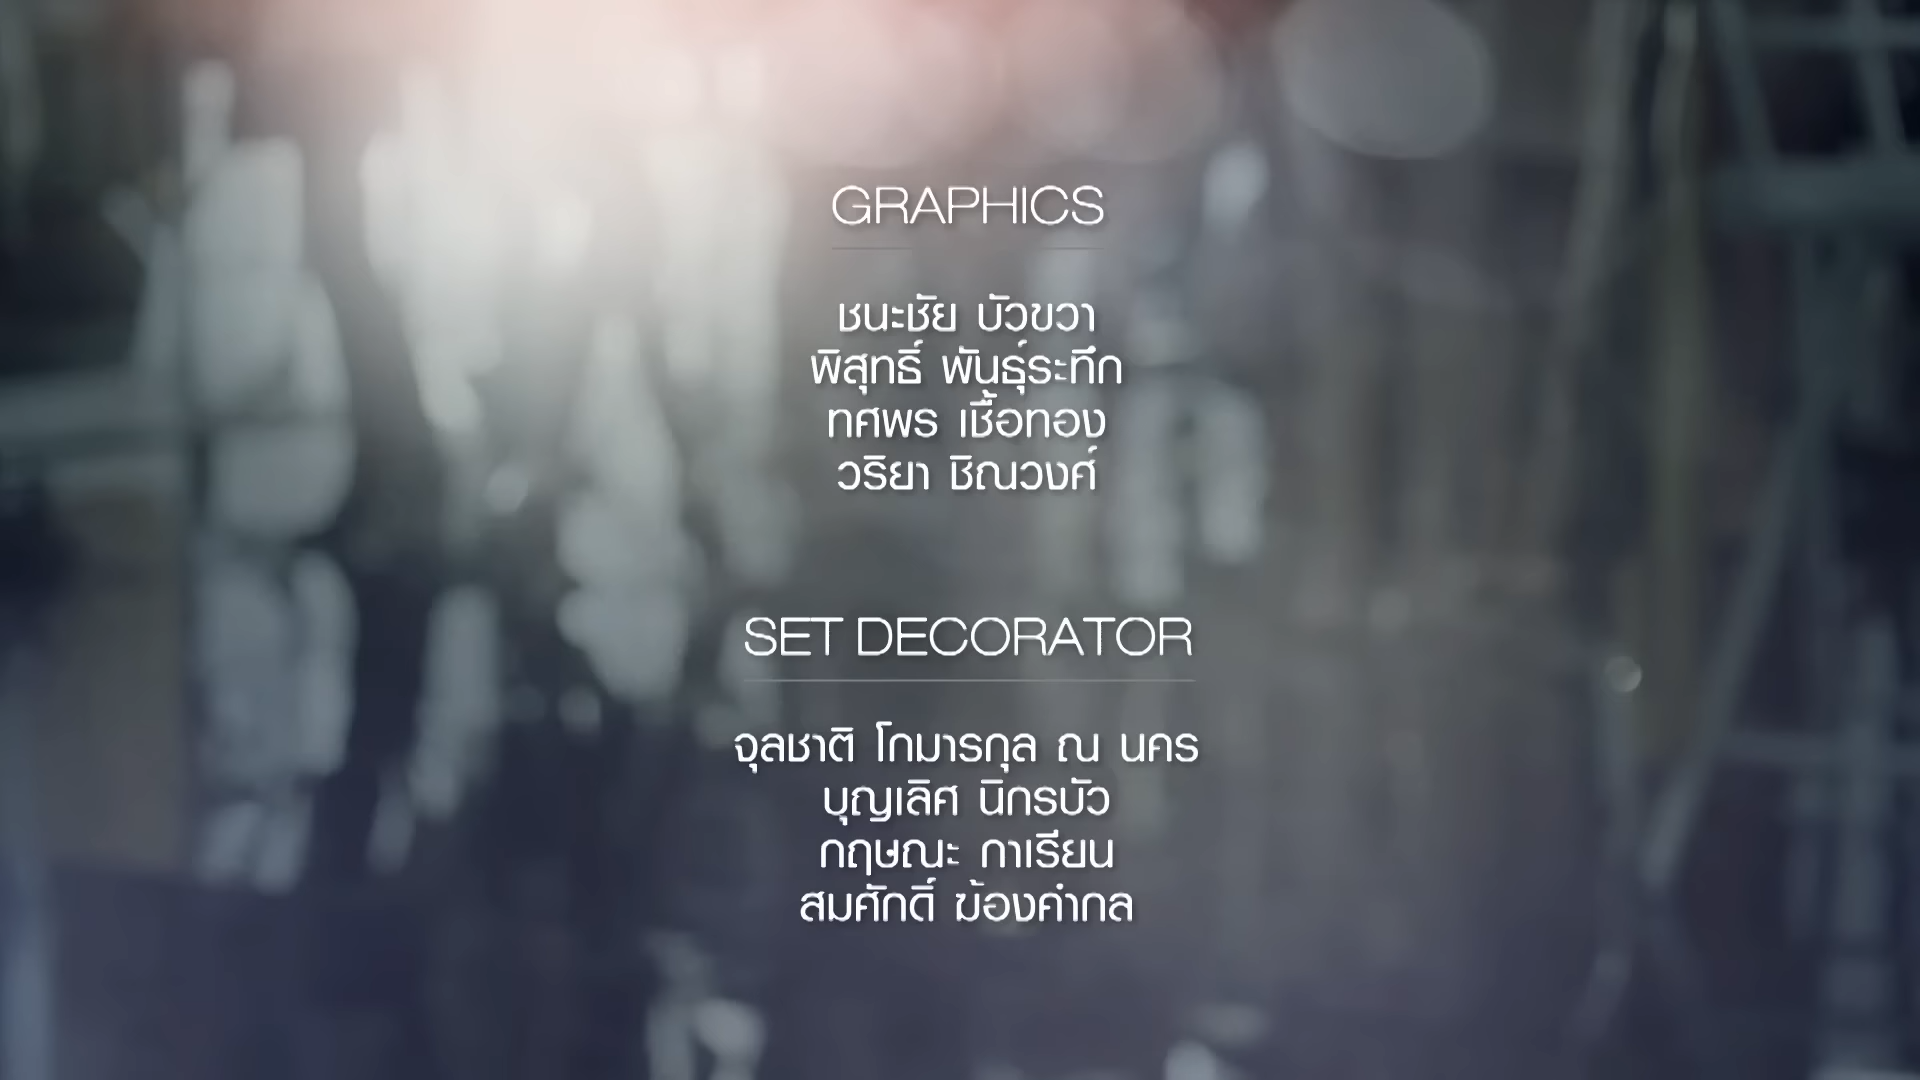 GRAPHICS
ชนะชัย บัวขวา
พิสุทธิ์ พันธุ์ระทึก
ทศพร เชื้อทอง
วริยา ชิณวงศ์
SET DECORATOR
จุลชาติ โกมารกุล ณ นคร
บุญเลิศ นิกรบัว
กฤษณะ กาเรียน
สมศักดิ์ ฆ้องคำกล